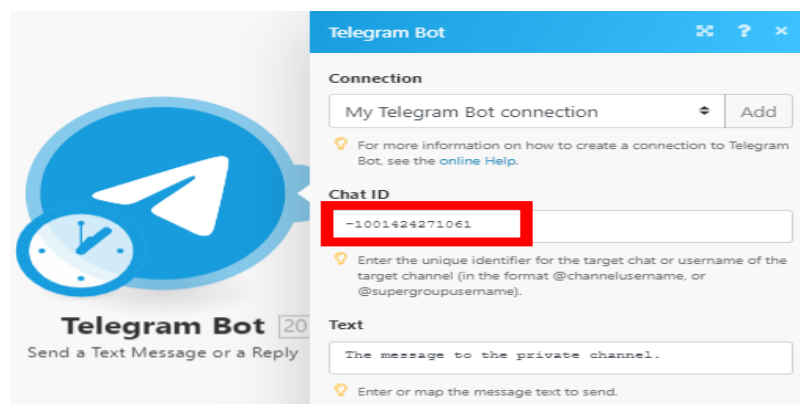 Telegram Bot
Connection
My Telegram Bot connection
Add
For more information on how to create a connection to Telegram
Bot, see the online Help.
Chat ID
-1001424271061
Enter the unique identifier for the target chat or username of the
target channel (in the format @channelusername, or
@supergroupusername).
Text
The message to the private channel.
Enter or map the message text to send.
Telegram Bot 20
Send a Text Message or a Reply